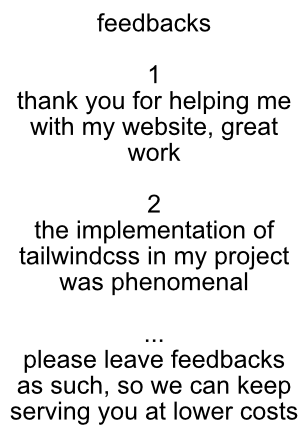 feedbacks
1
thank you for helping me
with my website, great
work
2
the implementation of
tailwindcss in my project
was phenomenal
...
please leave feedbacks
as such, so we can keep
serving you at lower costs